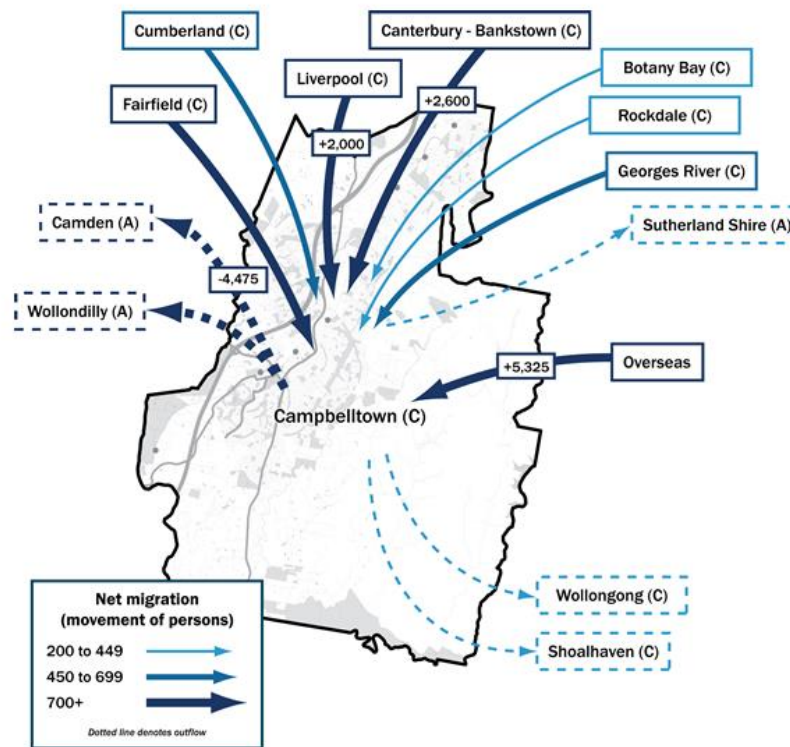 Cumberland (C)
Canterbury - Bankstown (C)
Liverpool (C)
Botany Bay (C)
Fairfield (C)
+2,600
Rockdale (C)
+2,000
Georges River (C)
Camden (A)
Sutherland Shire (A)
-4,475
Wollondilly (A)
+5,325
Overseas
Campbelltown (C)
Net migration
(movement of persons)
200 to 449
450 to 699
700+
Dotted line denotes outflow
Wollongong (C)
Shoalhaven (C)